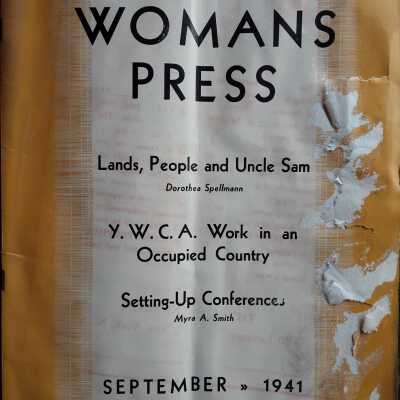 WOMANS
PRESS
Lands, People and Uncle Sam
Dorothea Spellmann
Y. W. C. A. Work in an
Occupied Country
Setting-Up Conferences
Myra A. Smith
SEPTEMBER » 1941